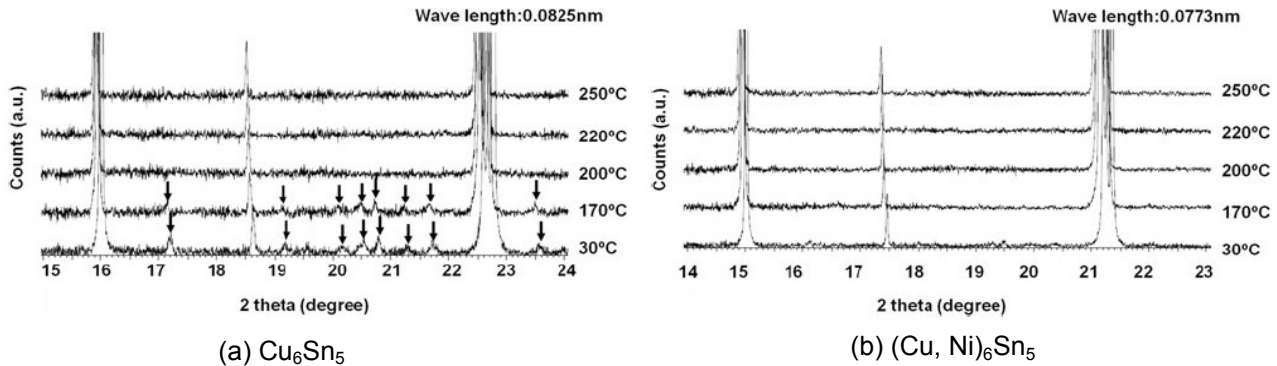 Wave length:0.0825nm
Counts (a.u.)
250ºC
220ºC
200ºC
170ºC
30ºC
15 16 17 18 19 20 21 22 23 24
2 theta (degree)
(a) Cu₆Sn₅
Wave length:0.0773nm
Counts (a.u.)
250ºC
220ºC
200ºC
170ºC
30ºC
14 15 16 17 18 19 20 21 22 23
2 theta (degree)
(b) (Cu, Ni)₆Sn₅